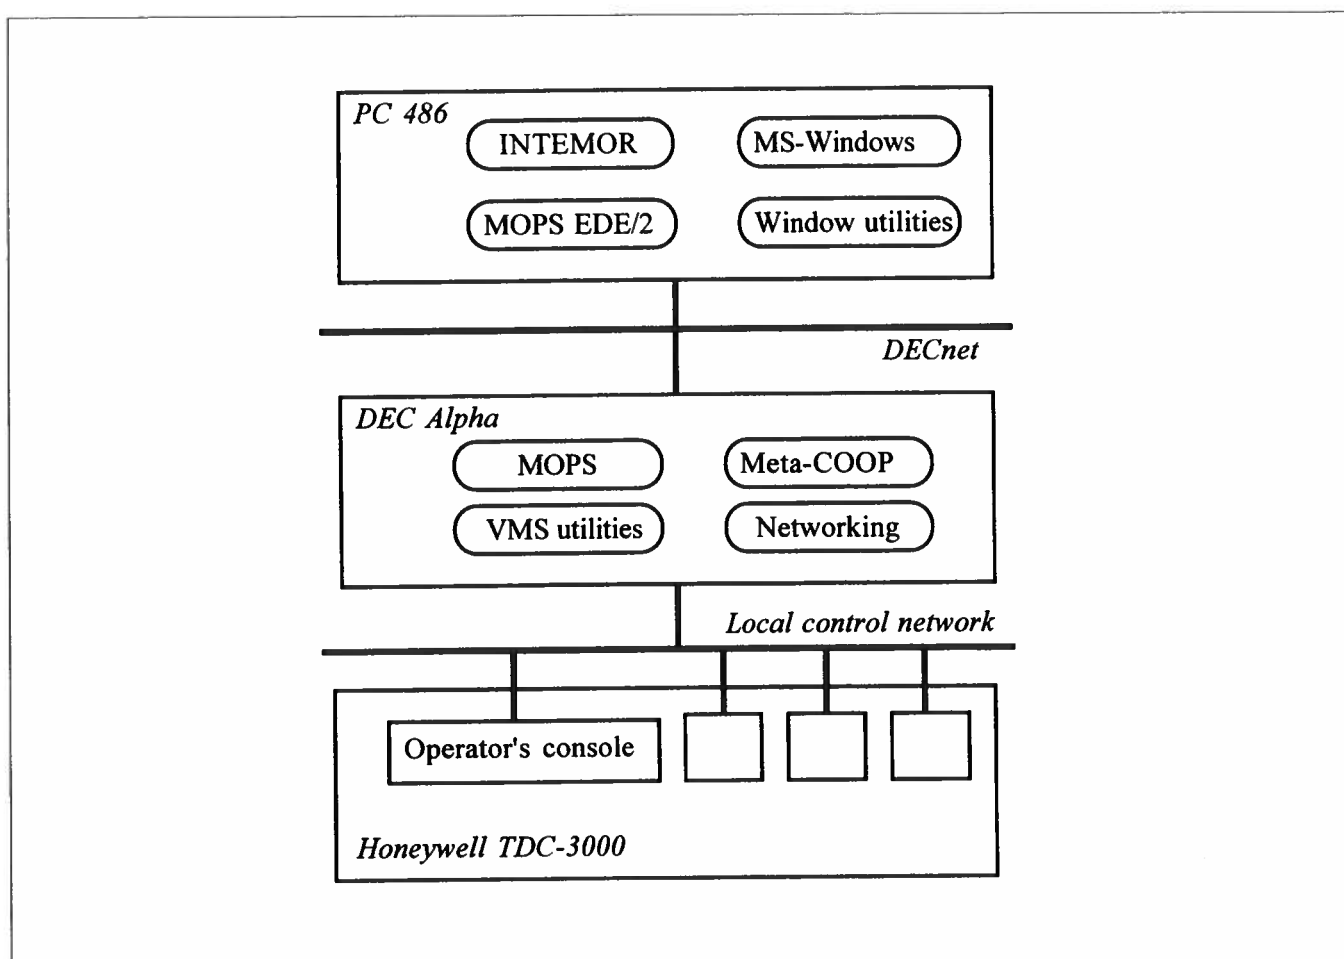 PC 486
INTEMOR
MS-Windows
MOPS EDE/2
Window utilities
DECnet
DEC Alpha
MOPS
Meta-COOP
VMS utilities
Networking
Local control network
Operator's console
Honeywell TDC-3000